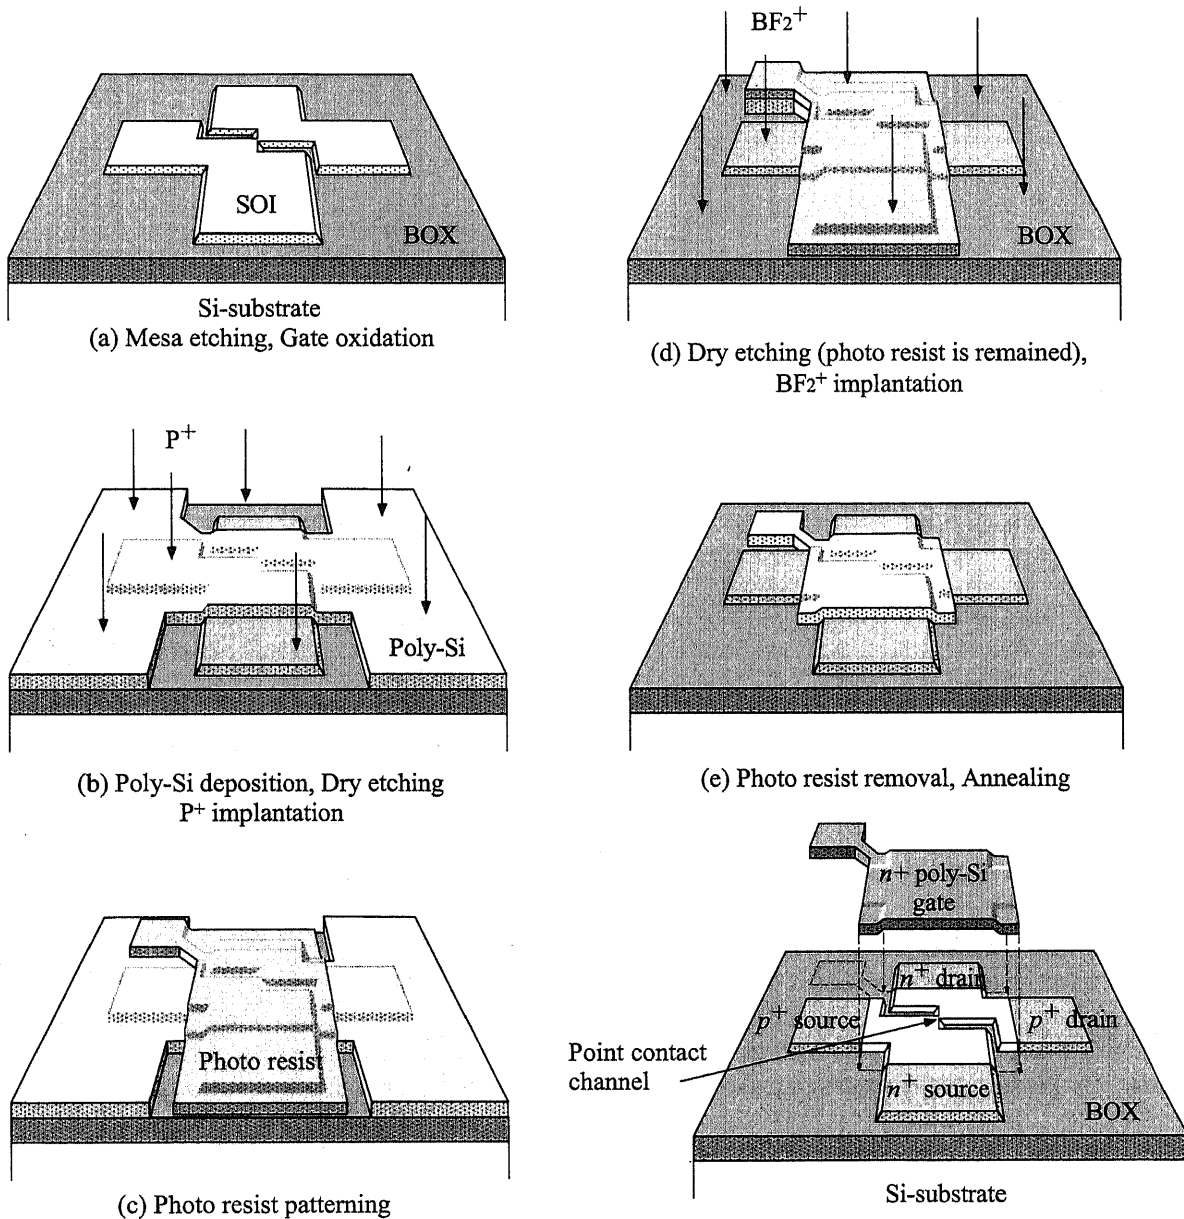 SOI
BOX
Si-substrate
(a) Mesa etching, Gate oxidation
P+
Poly-Si
(b) Poly-Si deposition, Dry etching
P+ implantation
Photo resist
(c) Photo resist patterning
BF2+
BOX
(d) Dry etching (photo resist is remained),
BF2+ implantation
(e) Photo resist removal, Annealing
n+ poly-Si
gate
n+ drain
p+ source
p+ drain
Point contact
channel
n+ source
BOX
Si-substrate